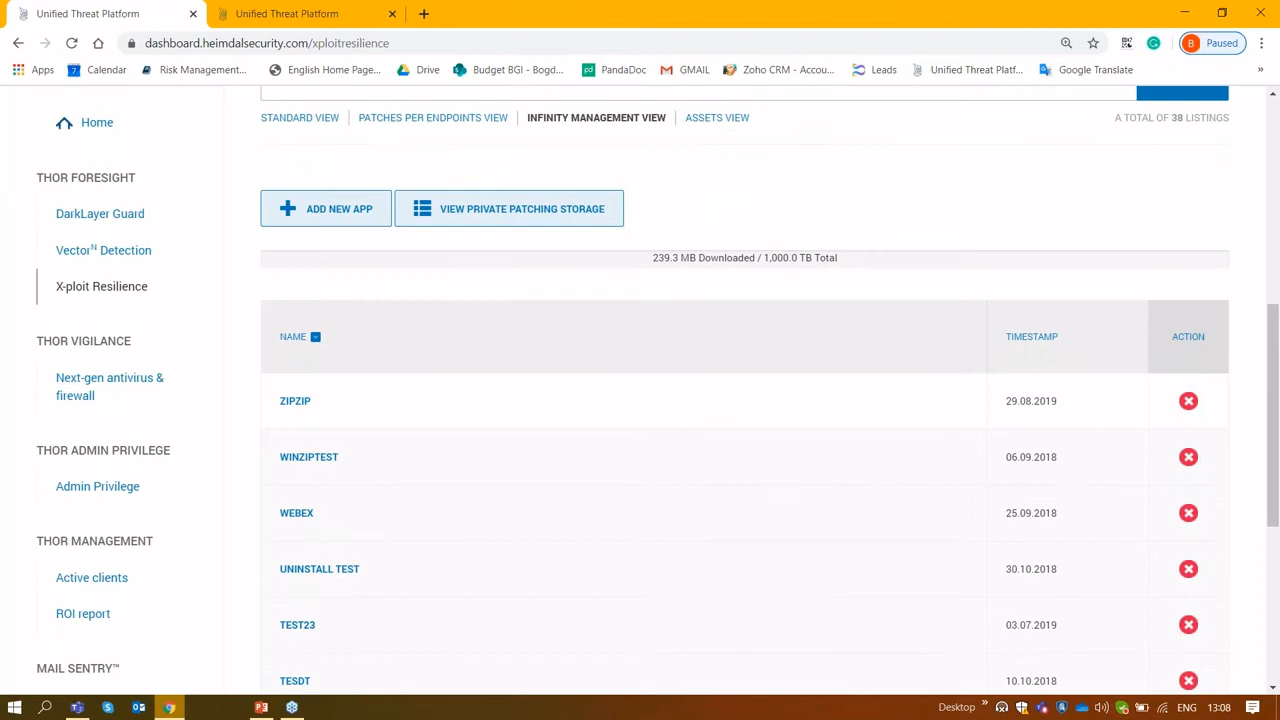 Unified Threat Platform
Unified Threat Platform
dashboard.heimdalsecurity.com/xploitresilience
B Paused
Apps
7 Calendar
Risk Management...
English Home Page...
Drive
Budget BGI - Bogd...
pd PandaDoc
GMAIL
Zoho CRM - Accou...
Leads
Unified Threat Platf...
Google Translate
»
Home
THOR FORESIGHT
DarkLayer Guard
Vectorᴺ Detection
X-ploit Resilience
THOR VIGILANCE
Next-gen antivirus &
firewall
THOR ADMIN PRIVILEGE
Admin Privilege
THOR MANAGEMENT
Active clients
ROI report
MAIL SENTRY™
STANDARD VIEW
PATCHES PER ENDPOINTS VIEW
INFINITY MANAGEMENT VIEW
ASSETS VIEW
A TOTAL OF 38 LISTINGS
ADD NEW APP
VIEW PRIVATE PATCHING STORAGE
239.3 MB Downloaded / 1,000.0 TB Total
NAME TIMESTAMP ACTION
ZIPZIP 29.08.2019
WINZIPTEST 06.09.2018
WEBEX 25.09.2018
UNINSTALL TEST 30.10.2018
TEST23 03.07.2019
TESDT 10.10.2018
Desktop » ENG 13:08